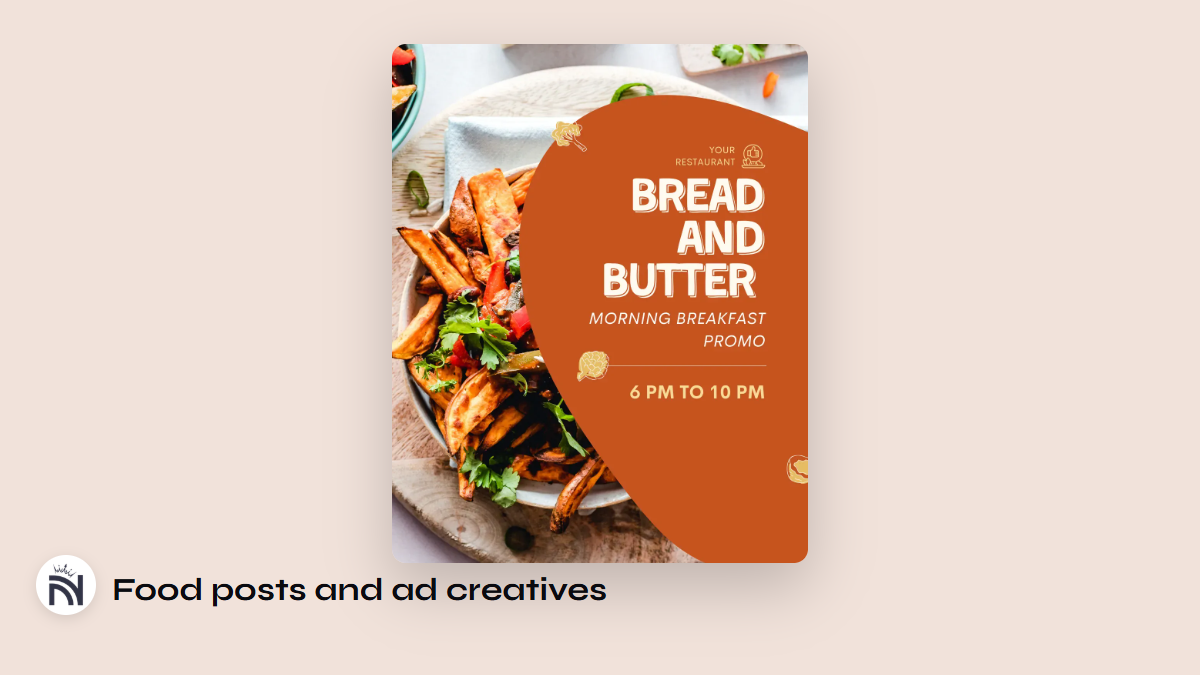 YOUR
RESTAURANT
BREAD
AND
BUTTER
MORNING BREAKFAST
PROMO
6 PM TO 10 PM
Food posts and ad creatives